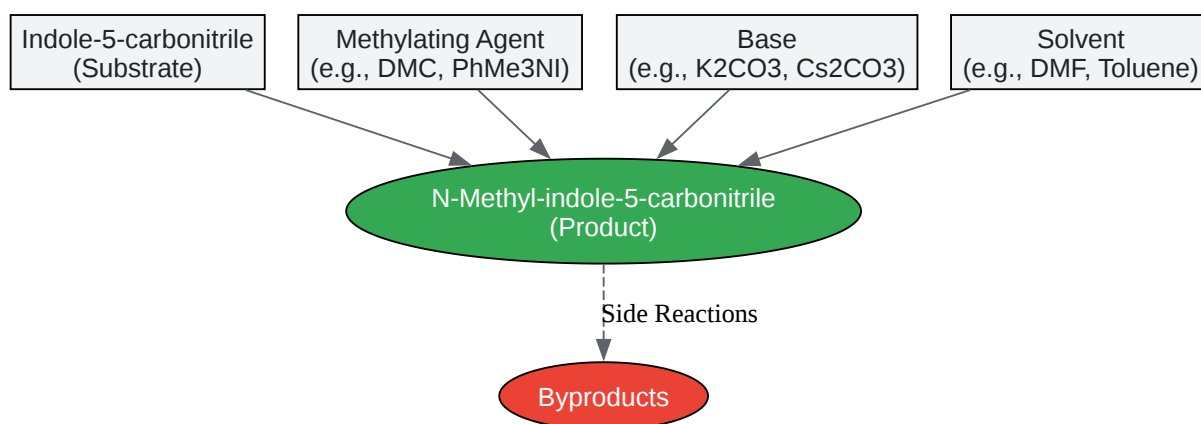 Indole-5-carbonitrile
(Substrate)
Methylating Agent
(e.g., DMC, PhMe3NI)
Base
(e.g., K2CO3, Cs2CO3)
Solvent
(e.g., DMF, Toluene)
N-Methyl-indole-5-carbonitrile
(Product)
Side Reactions
Byproducts